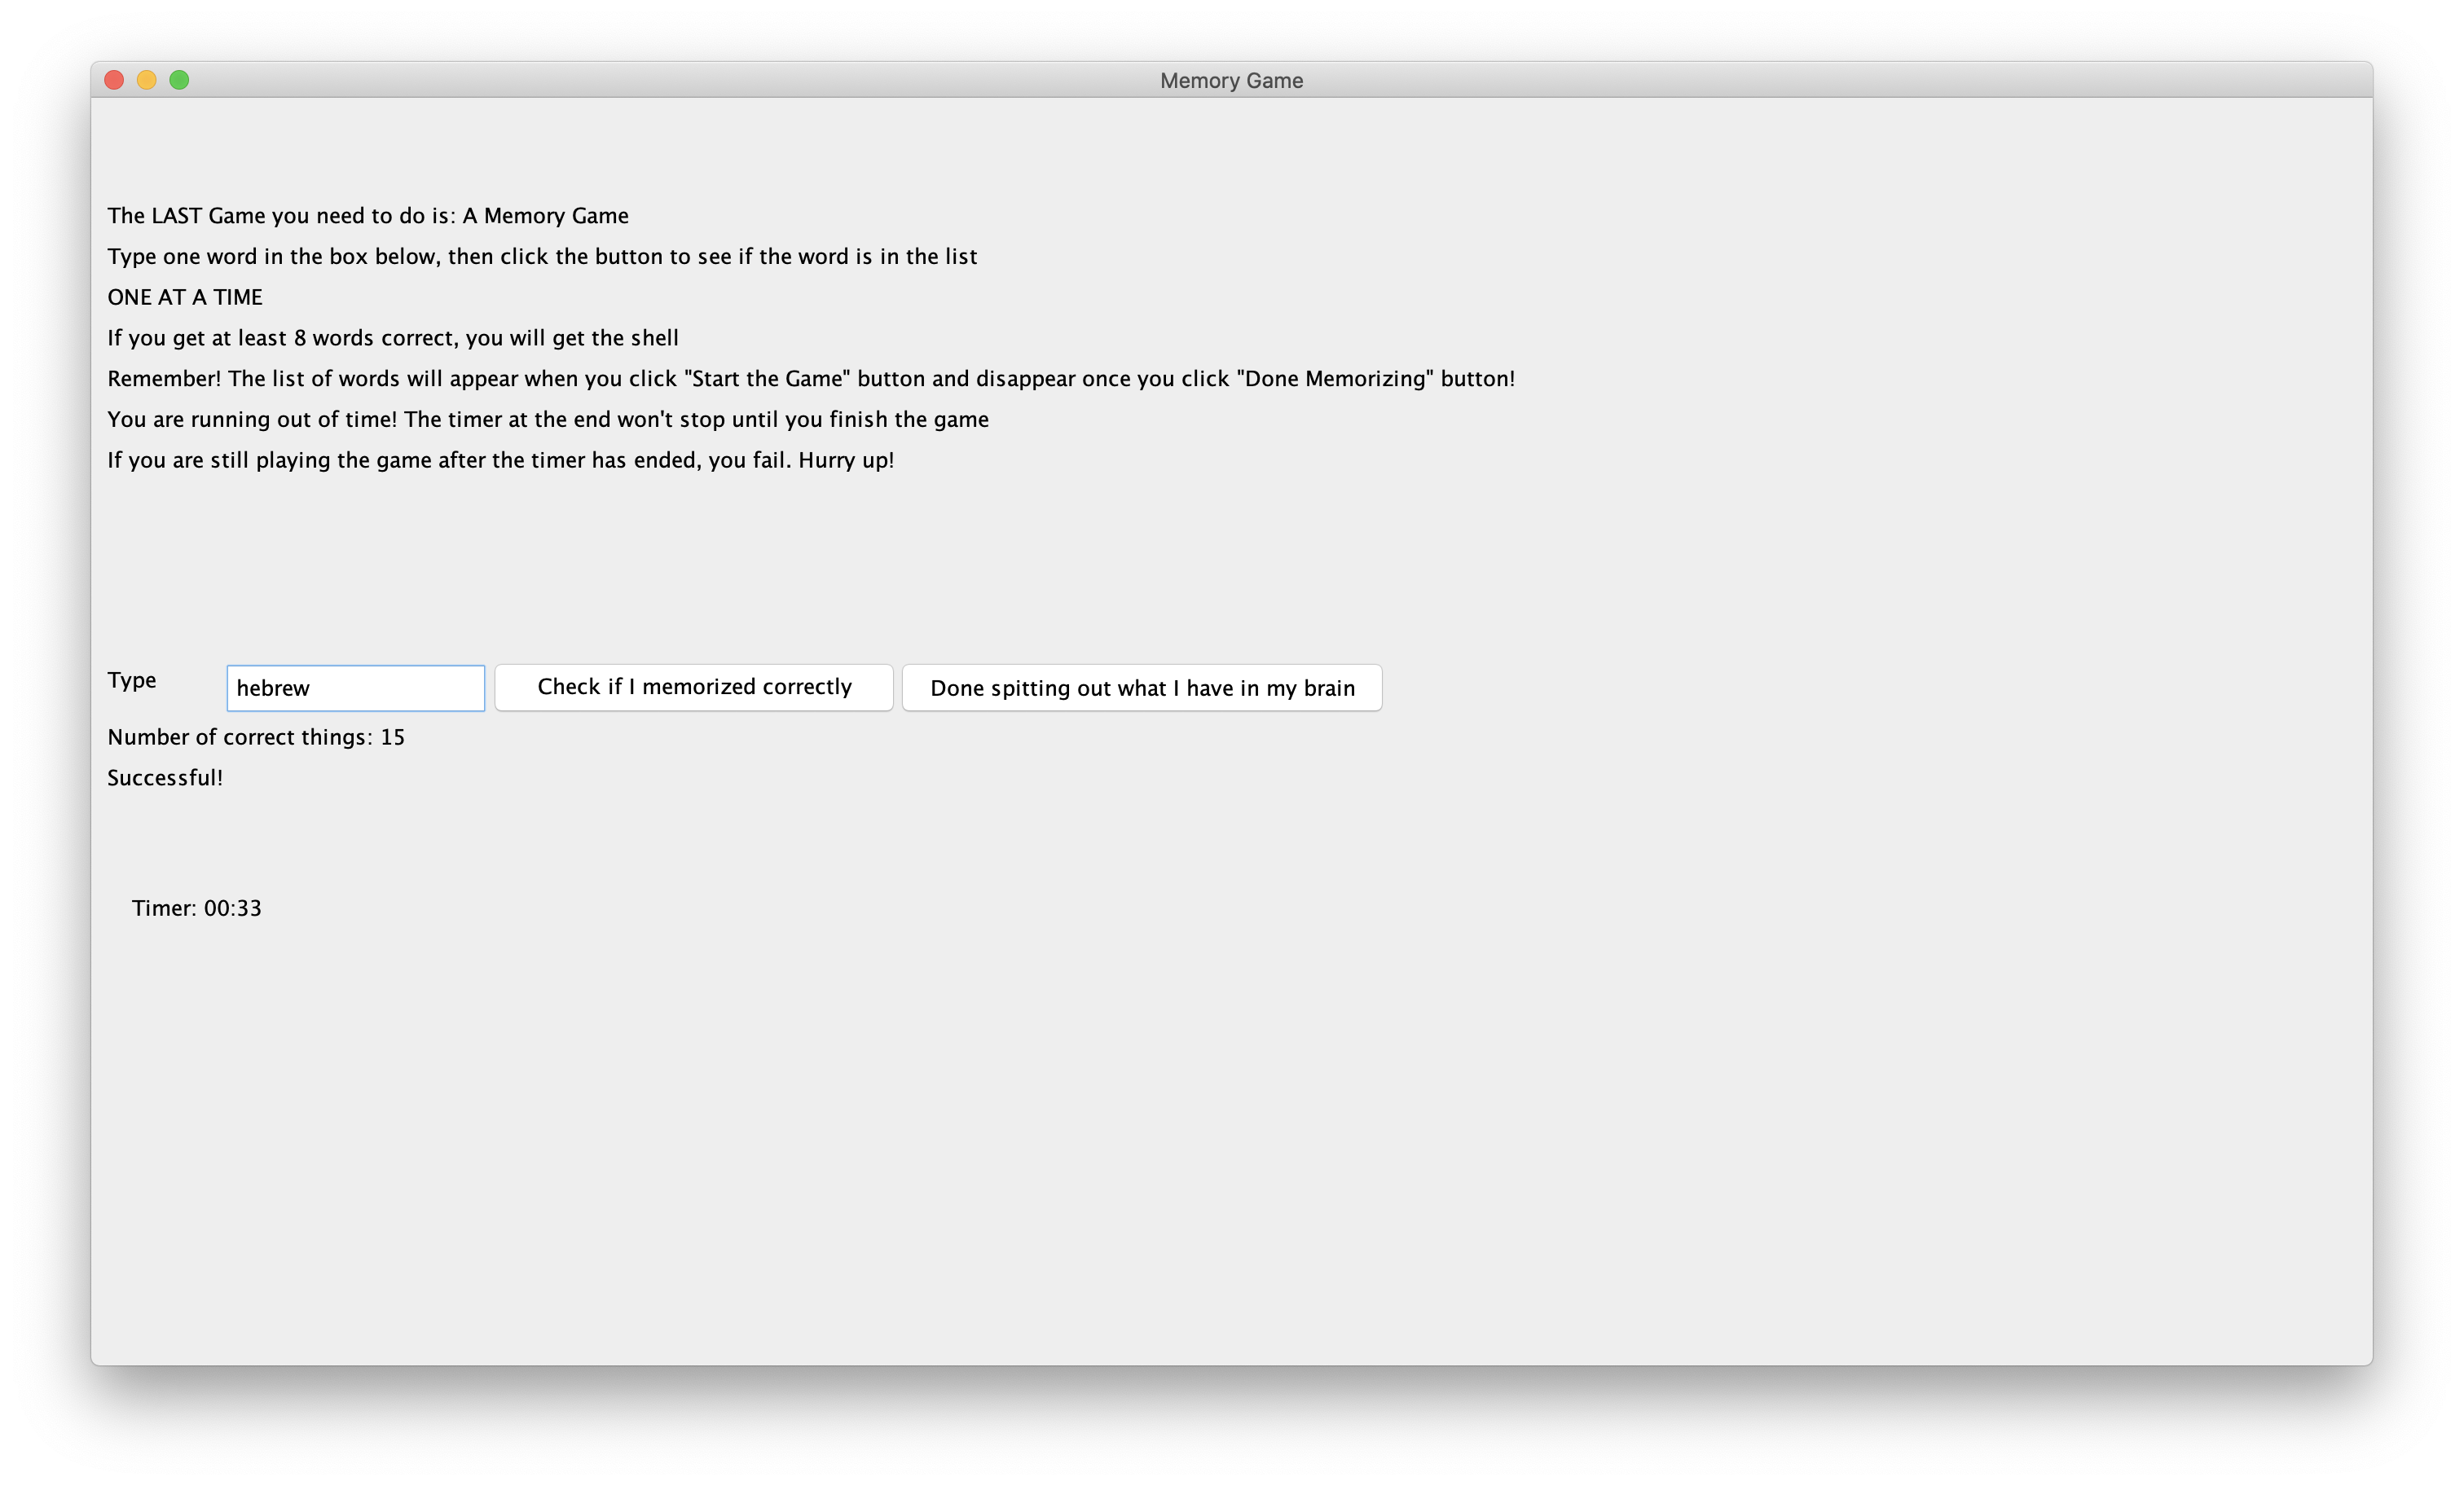 Memory Game
The LAST Game you need to do is: A Memory Game
Type one word in the box below, then click the button to see if the word is in the list
ONE AT A TIME
If you get at least 8 words correct, you will get the shell
Remember! The list of words will appear when you click "Start the Game" button and disappear once you click "Done Memorizing" button!
You are running out of time! The timer at the end won't stop until you finish the game
If you are still playing the game after the timer has ended, you fail. Hurry up!
Type hebrew Check if I memorized correctly Done spitting out what I have in my brain
Number of correct things: 15
Successful!
Timer: 00:33